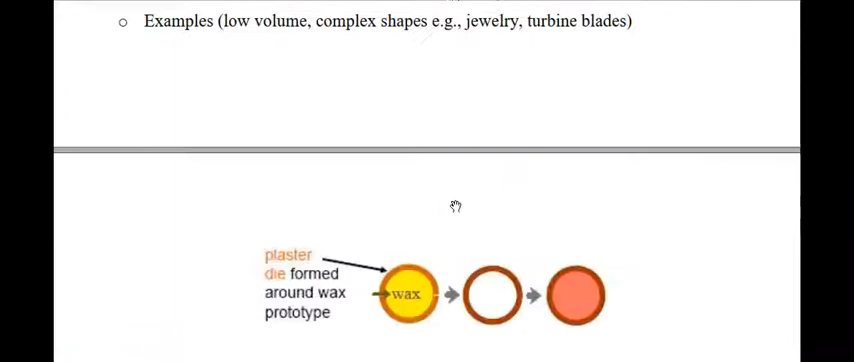 Examples (low volume, complex shapes e.g., jewelry, turbine blades)
plaster
die formed
around wax
prototype
wax